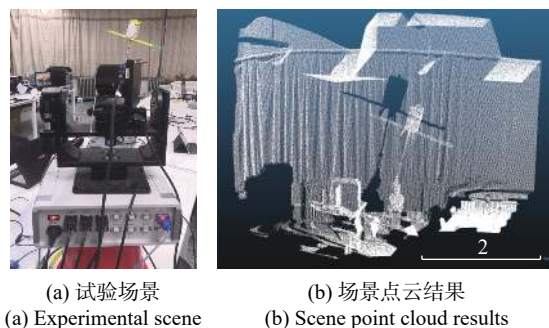 2
(a) 试验场景
(b) 场景点云结果
(a) Experimental scene
(b) Scene point cloud results